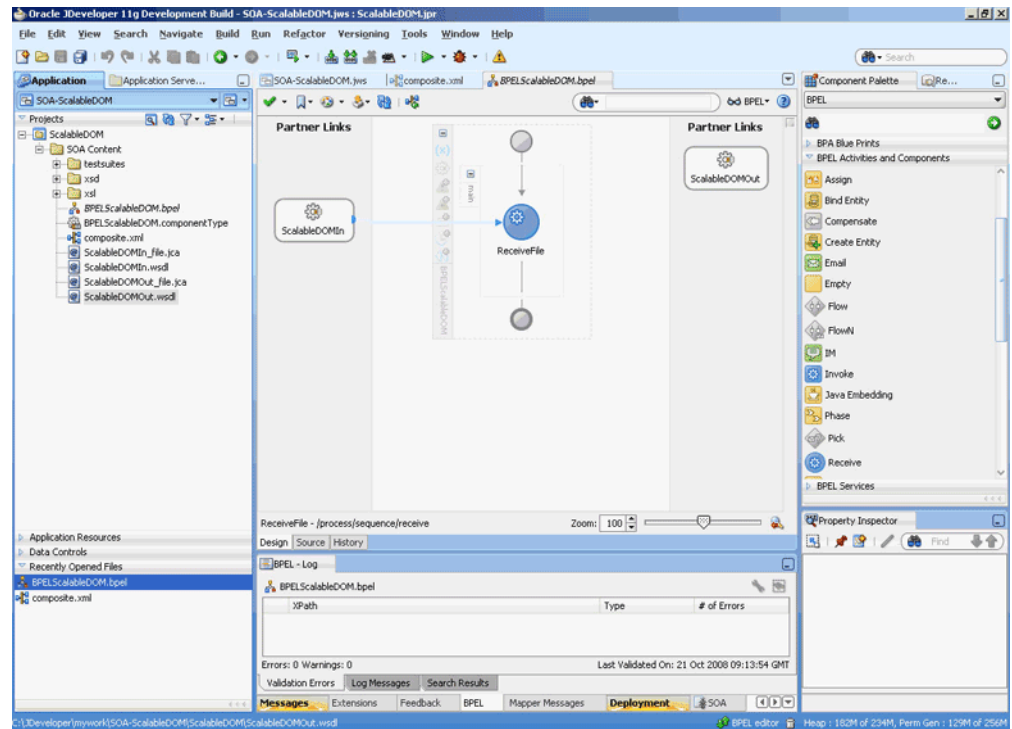 Oracle JDeveloper 11g Development Build - SOA-ScalableDOM.jws : ScalableDOM.jpr
File Edit View Search Navigate Build Run Refactor Versioning Tools Window Help
Search
Application
Application Serve...
SOA-ScalableDOM
Projects
ScalableDOM
SOA Content
testsuites
xsd
xsl
BPELScalableDOM.bpel
BPELScalableDOM.componentType
composite.xml
ScalableDOMIn_file.jca
ScalableDOMIn.wsdl
ScalableDOMOut_file.jca
ScalableDOMOut.wsdl
Application Resources
Data Controls
Recently Opened Files
BPELScalableDOM.bpel
composite.xml
SOA-ScalableDOM.jws
composite.xml
BPELScalableDOM.bpel
BPEL
Partner Links
Partner Links
ScalableDOMIn
main
ReceiveFile
BPELScalableDOM
ScalableDOMOut
ReceiveFile - /process/sequence/receive
Zoom: 100
Design Source History
BPEL - Log
BPELScalableDOM.bpel
XPath Type # of Errors
Errors: 0 Warnings: 0
Last Validated On: 21 Oct 2008 09:13:54 GMT
Validation Errors Log Messages Search Results
Messages Extensions Feedback BPEL Mapper Messages Deployment SOA
Component Palette
Re...
BPEL
BPA Blue Prints
BPEL Activities and Components
Assign
Bind Entity
Compensate
Create Entity
Email
Empty
Flow
FlowN
IM
Invoke
Java Embedding
Phase
Pick
Receive
BPEL Services
Property Inspector
Find
C:\JDeveloper\mywork\SOA-ScalableDOM\ScalableDOM\ScalableDOMOut.wsdl
BPEL editor
Heap : 182M of 234M, Perm Gen : 129M of 256M